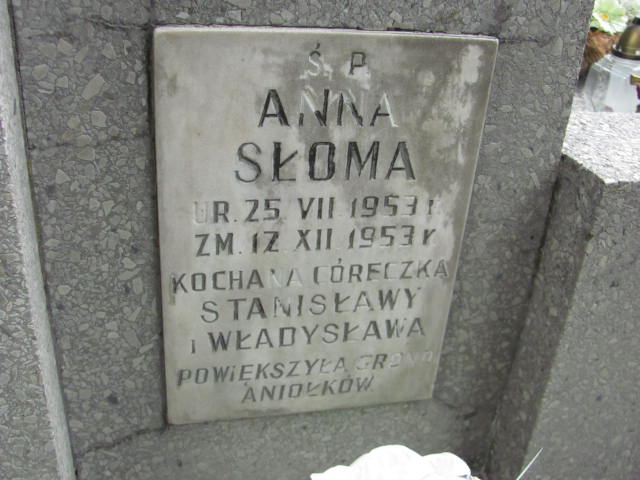 Ś. P.
ANNA
SŁOMA
UR. 25. VII. 1953 r.
ZM. 12. XII. 1953 r.
KOCHANA CÓRECZKA
STANISŁAWY
i WŁADYSŁAWA
POWIĘKSZYŁA GRONO
ANIOŁKÓW.